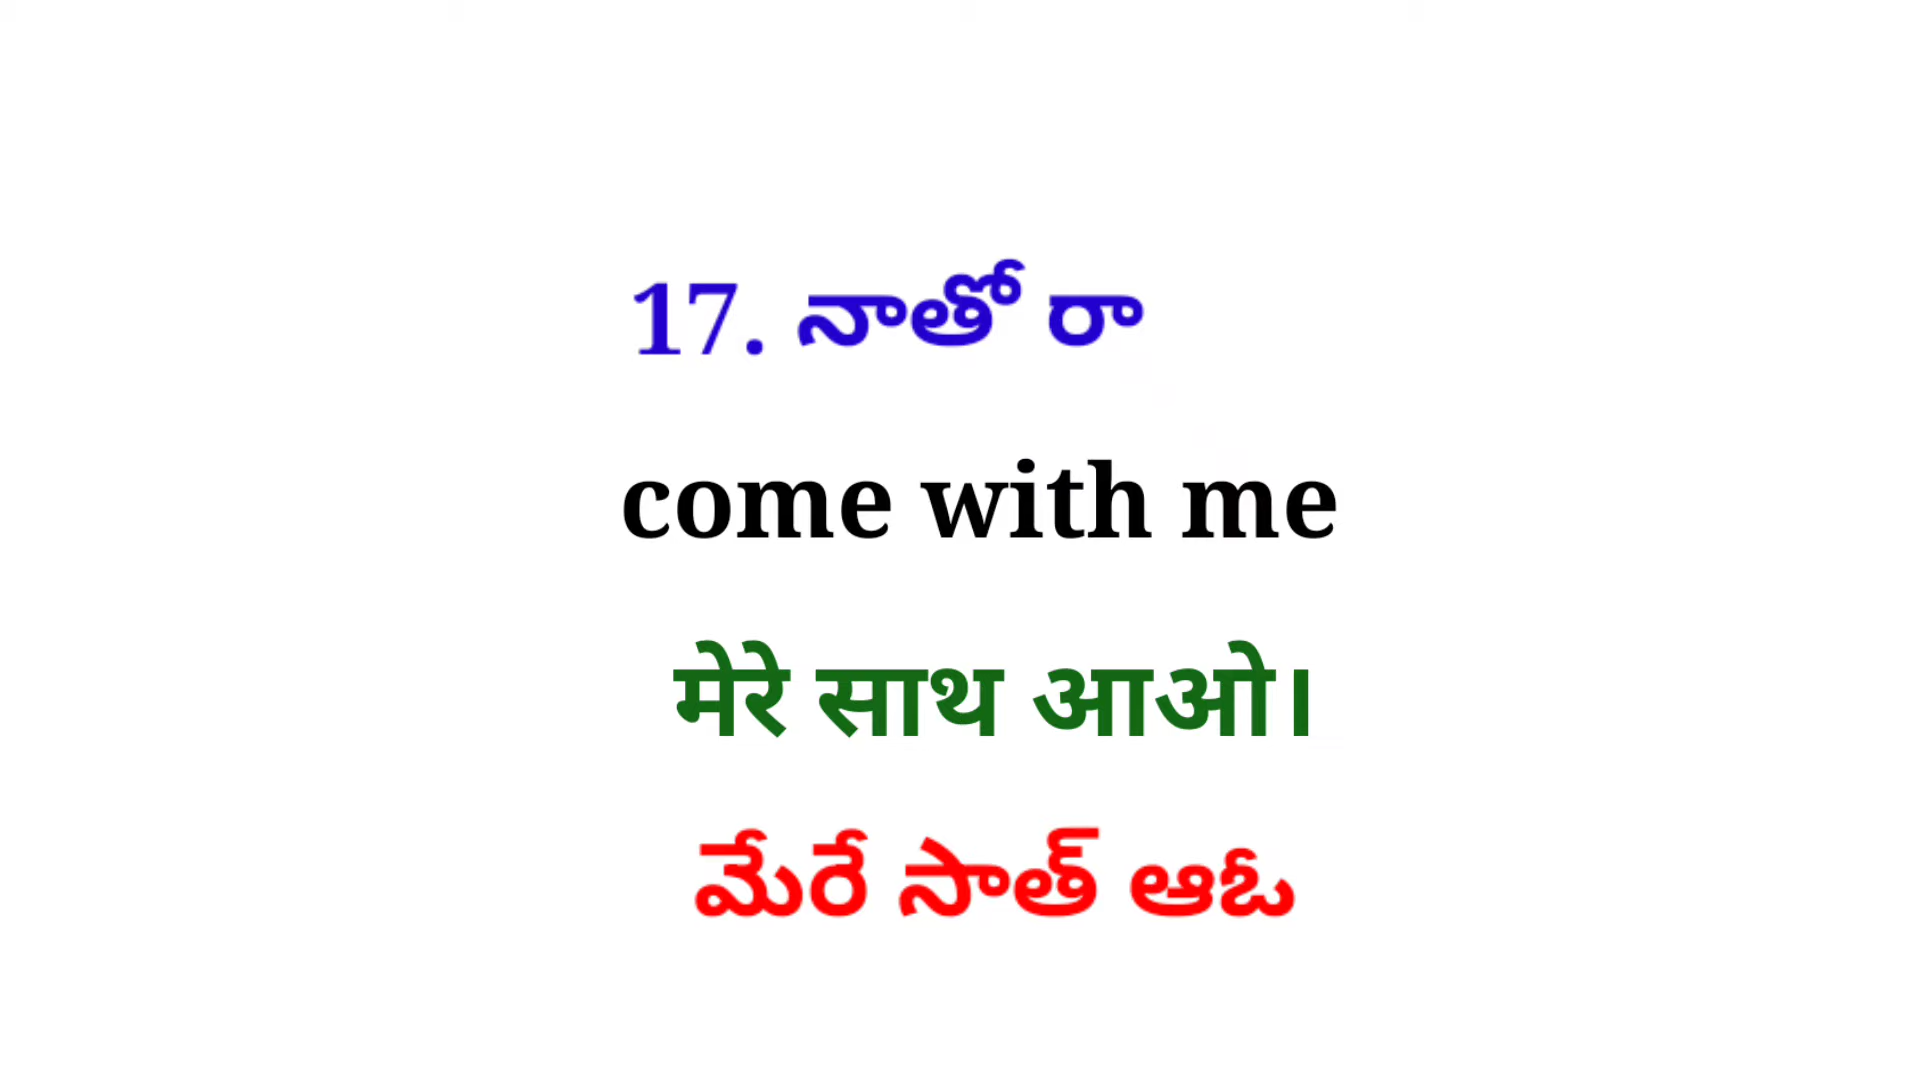 17. నాతో రా
come with me
मेरे साथ आओ।
మేరే సాత్ ఆఓ